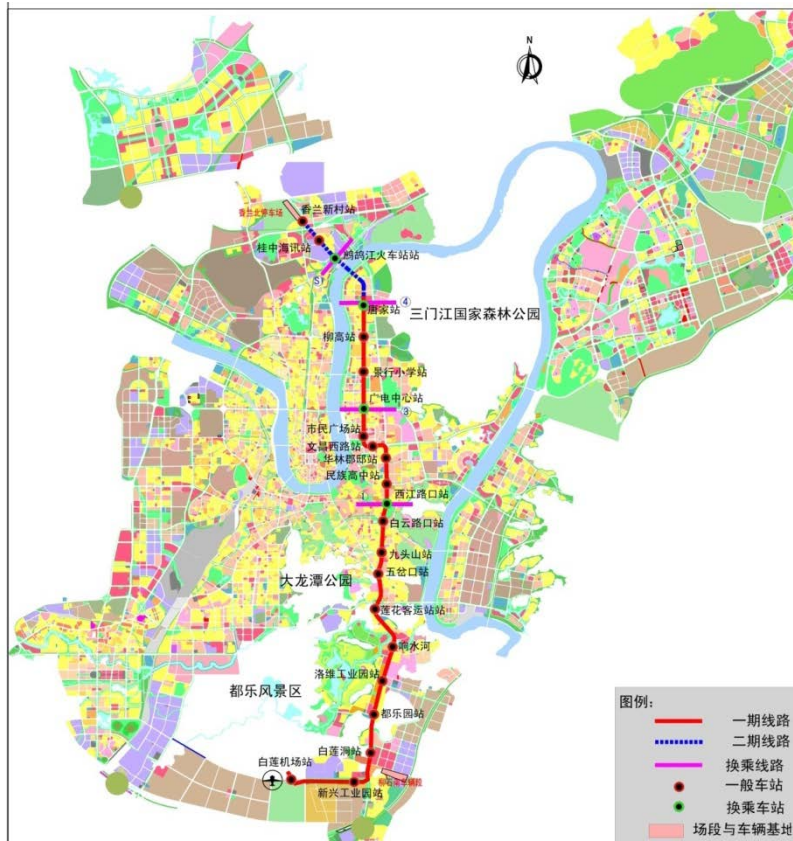 N
香兰新村站
香兰北停车场
桂中海讯站
鹧鸪江火车站站
S1
④
唐家站
三门江国家森林公园
柳高站
景行小学站
广电中心站
③
市民广场站
文昌西路站
华林郡邸站
民族高中站
西江路口站
白云路口站
九头山站
五岔口站
大龙潭公园
莲花客运站站
响水河
洛维工业园站
都乐风景区
都乐园站
白莲洞站
白莲机场站
新兴工业园站
图例：
一期线路
二期线路
换乘线路
一般车站
换乘车站
场段与车辆基地